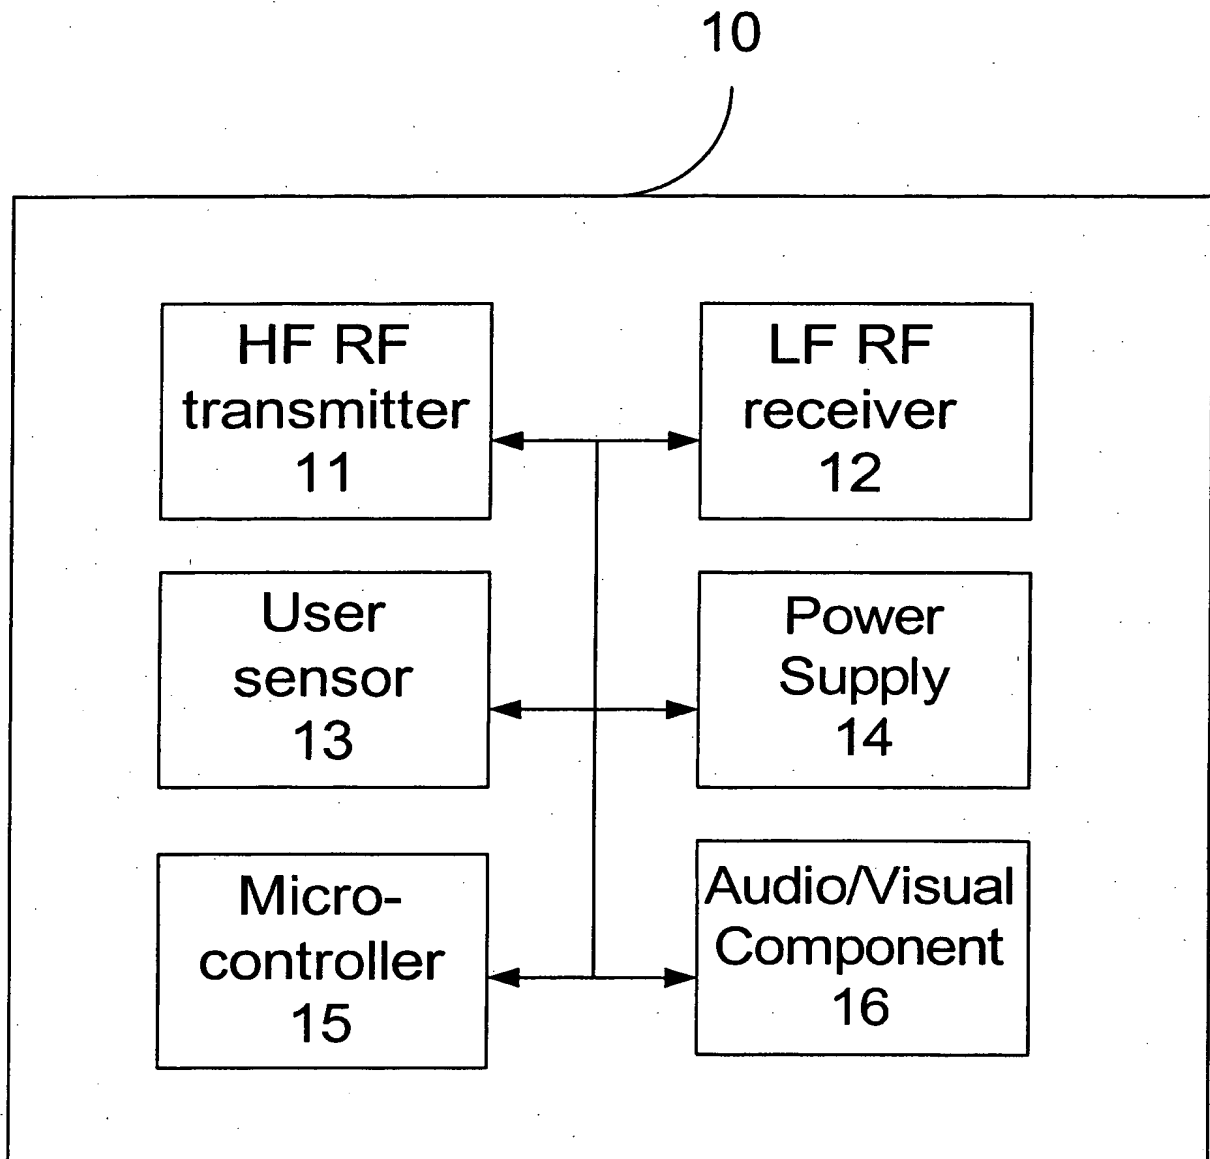 10
HF RF
transmitter
11
LF RF
receiver
12
User
sensor
13
Power
Supply
14
Micro-
controller
15
Audio/Visual
Component
16